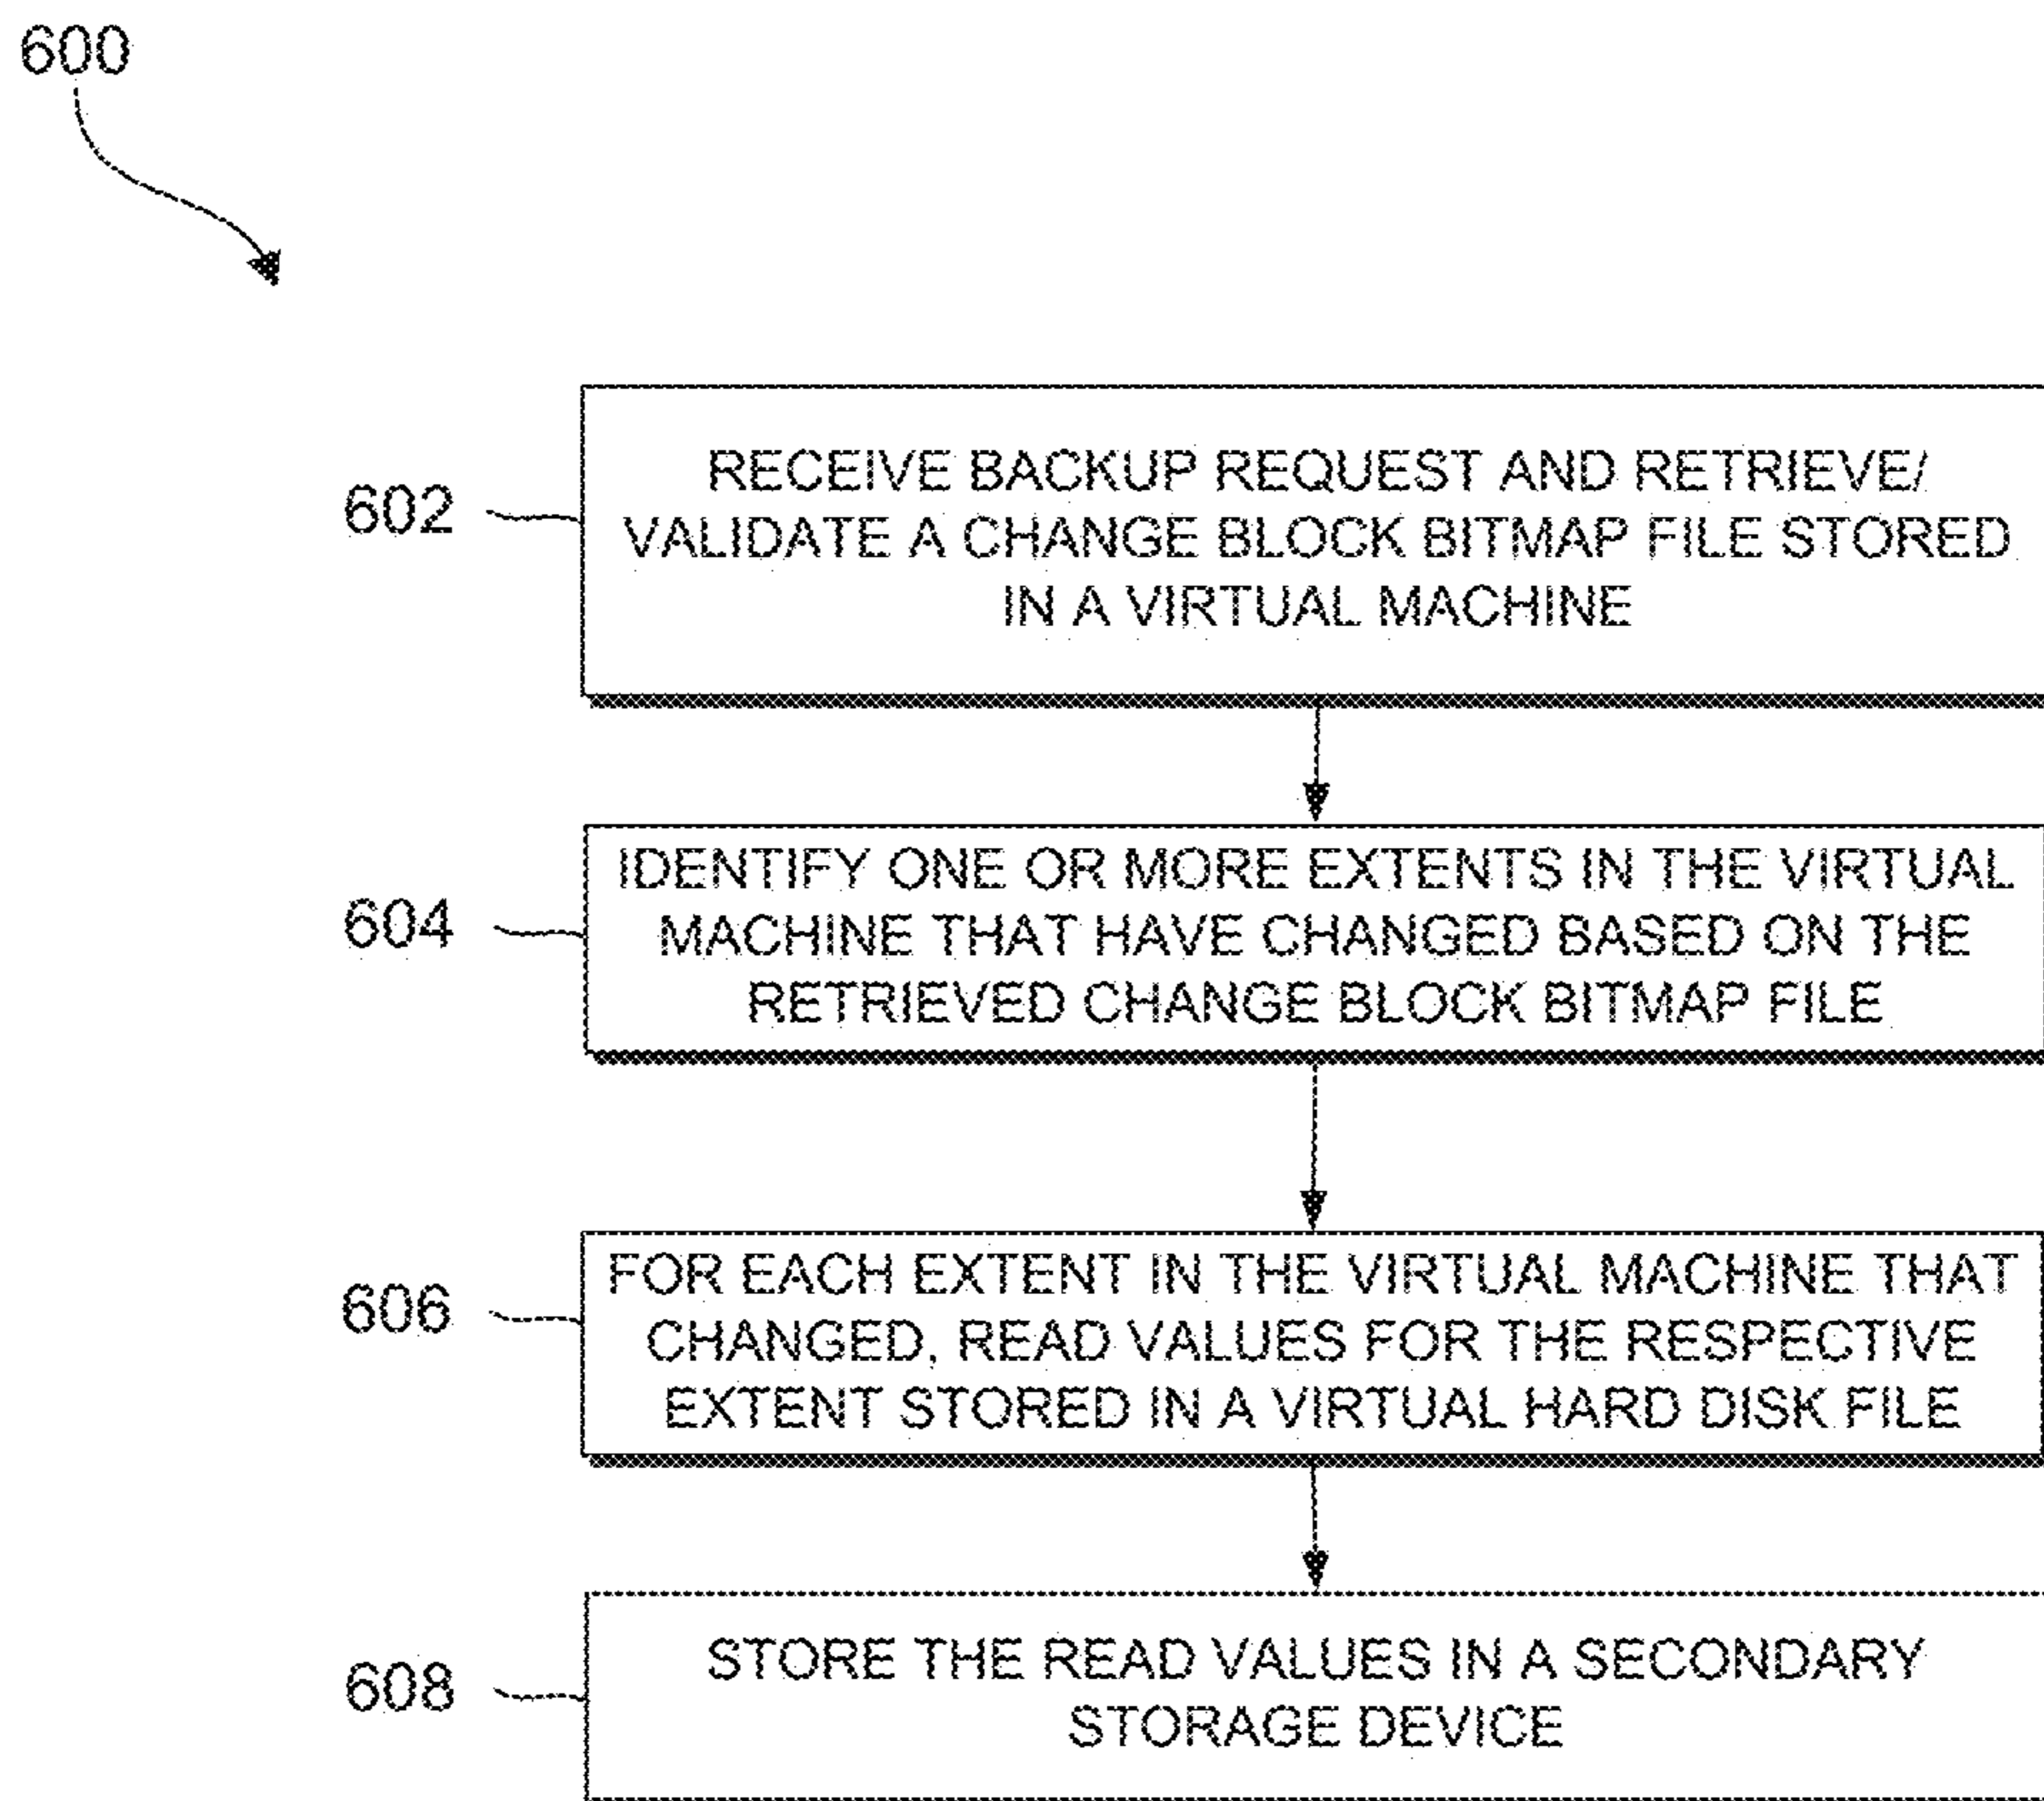 600
602
RECEIVE BACKUP REQUEST AND RETRIEVE/
VALIDATE A CHANGE BLOCK BITMAP FILE STORED
IN A VIRTUAL MACHINE
604
IDENTIFY ONE OR MORE EXTENTS IN THE VIRTUAL
MACHINE THAT HAVE CHANGED BASED ON THE
RETRIEVED CHANGE BLOCK BITMAP FILE
606
FOR EACH EXTENT IN THE VIRTUAL MACHINE THAT
CHANGED, READ VALUES FOR THE RESPECTIVE
EXTENT STORED IN A VIRTUAL HARD DISK FILE
608
STORE THE READ VALUES IN A SECONDARY
STORAGE DEVICE